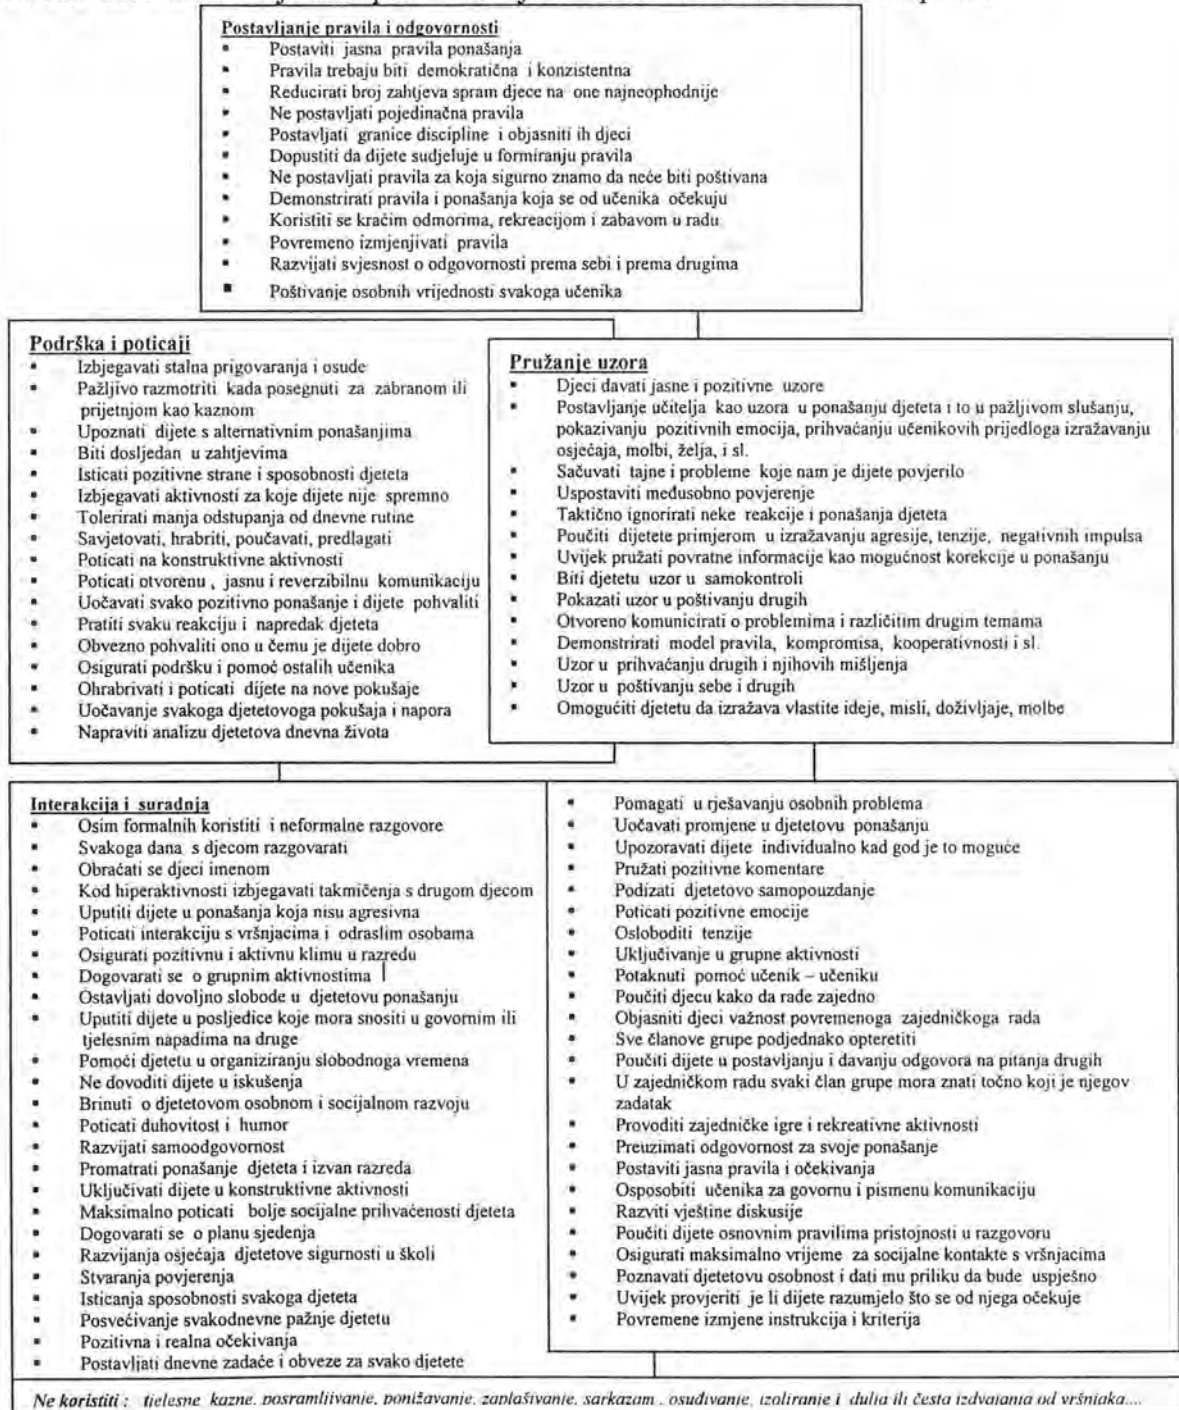 Postavljanje pravila i odgovornosti
Postaviti jasna pravila ponašanja
Pravila trebaju biti demokratična i konzistentna
Reducirati broj zahtjeva spram djece na one najneophodnije
Ne postavljati pojedinačna pravila
Postavljati granice discipline i objasniti ih djeci
Dopustiti da dijete sudjeluje u formiranju pravila
Ne postavljati pravila za koja sigurno znamo da neće biti poštivana
Demonstrirati pravila i ponašanja koja se od učenika očekuju
Koristiti se kraćim odmorima, rekreacijom i zabavom u radu
Povremeno izmjenjivati pravila
Razvijati svjesnost o odgovornosti prema sebi i prema drugima
Poštivanje osobnih vrijednosti svakoga učenika
Podrška i poticaji
Izbjegavati stalna prigovaranja i osude
Pažljivo razmotriti kada posegnuti za zabranom ili
prijetnjom kao kaznom
Upoznati dijete s alternativnim ponašanjima
Biti dosljedan u zahtjevima
Isticati pozitivne strane i sposobnosti djeteta
Izbjegavati aktivnosti za koje dijete nije spremno
Tolerirati manja odstupanja od dnevne rutine
Savjetovati, hrabriti, poučavati, predlagati
Poticati na konstruktivne aktivnosti
Poticati otvorenu , jasnu i reverzibilnu komunikaciju
Uočavati svako pozitivno ponašanje i dijete pohvaliti
Pratiti svaku reakciju i napredak djeteta
Obvezno pohvaliti ono u čemu je dijete dobro
Osigurati podršku i pomoć ostalih učenika
Ohrabrivati i poticati dijete na nove pokušaje
Uočavanje svakoga djetetovoga pokušaja i napora
Napraviti analizu djetetova dnevna života
Pružanje uzora
Djeci davati jasne i pozitivne uzore
Postavljanje učitelja kao uzora u ponašanju djeteta i to u pažljivom slušanju,
pokazivanju pozitivnih emocija, prihvaćanju učenikovih prijedloga izražavanju
osjećaja, molbi, želja, i sl.
Sačuvati tajne i probleme koje nam je dijete povjerilo
Uspostaviti međusobno povjerenje
Taktično ignorirati neke reakcije i ponašanja djeteta
Poučiti dijetete primjerom u izražavanju agresije, tenzije, negativnih impulsa
Uvijek pružati povratne informacije kao mogućnost korekcije u ponašanju
Biti djetetu uzor u samokontroli
Pokazati uzor u poštivanju drugih
Otvoreno komunicirati o problemima i različitim drugim temama
Demonstrirati model pravila, kompromisa, kooperativnosti i sl.
Uzor u prihvaćanju drugih i njihovih mišljenja
Uzor u poštivanju sebe i drugih
Omogućiti djetetu da izražava vlastite ideje, misli, doživljaje, molbe
Interakcija i suradnja
Osim formalnih koristiti i neformalne razgovore
Svakoga dana s djecom razgovarati
Obraćati se djeci imenom
Kod hiperaktivnosti izbjegavati takmičenja s drugom djecom
Uputiti dijete u ponašanja koja nisu agresivna
Poticati interakciju s vršnjacima i odraslim osobama
Osigurati pozitivnu i aktivnu klimu u razredu
Dogovarati se o grupnim aktivnostima
Ostavljati dovoljno slobode u djetetovu ponašanju
Uputiti dijete u posljedice koje mora snositi u govornim ili
tjelesnim napadima na druge
Pomoći djetetu u organiziranju slobodnoga vremena
Ne dovoditi dijete u iskušenja
Brinuti o djetetovom osobnom i socijalnom razvoju
Poticati duhovitost i humor
Razvijati samoodgovornost
Promatrati ponašanje djeteta i izvan razreda
Uključivati dijete u konstruktivne aktivnosti
Maksimalno poticati bolje socijalne prihvaćenosti djeteta
Dogovarati se o planu sjedenja
Razvijanja osjećaja djetetove sigurnosti u školi
Stvaranja povjerenja
Isticanja sposobnosti svakoga djeteta
Posvećivanje svakodnevne pažnje djetetu
Pozitivna i realna očekivanja
Postavljati dnevne zadaće i obveze za svako djetete
Pomagati u rješavanju osobnih problema
Uočavati promjene u djetetovu ponašanju
Upozoravati dijete individualno kad god je to moguće
Pružati pozitivne komentare
Podizati djetetovo samopouzdanje
Poticati pozitivne emocije
Osloboditi tenzije
Uključivanje u grupne aktivnosti
Potaknuti pomoć učenik – učeniku
Poučiti djecu kako da rade zajedno
Objasniti djeci važnost povremenoga zajedničkoga rada
Sve članove grupe podjednako opteretiti
Poučiti dijete u postavljanju i davanju odgovora na pitanja drugih
U zajedničkom radu svaki član grupe mora znati točno koji je njegov
zadatak
Provoditi zajedničke igre i rekreativne aktivnosti
Preuzimati odgovornost za svoje ponašanje
Postaviti jasna pravila i očekivanja
Osposobiti učenika za govornu i pismenu komunikaciju
Razviti vještine diskusije
Poučiti dijete osnovnim pravilima pristojnosti u razgovoru
Osigurati maksimalno vrijeme za socijalne kontakte s vršnjacima
Poznavati djetetovu osobnost i dati mu priliku da bude uspješno
Uvijek provjeriti je li dijete razumjelo što se od njega očekuje
Povremene izmjene instrukcija i kriterija
Ne koristiti : tjelesne kazne, posramljivanje, ponižavanje, zaplašivanje, sarkazam , osuđivanje, izoliranje i dulja ili česta izdvajanja od vršnjaka....